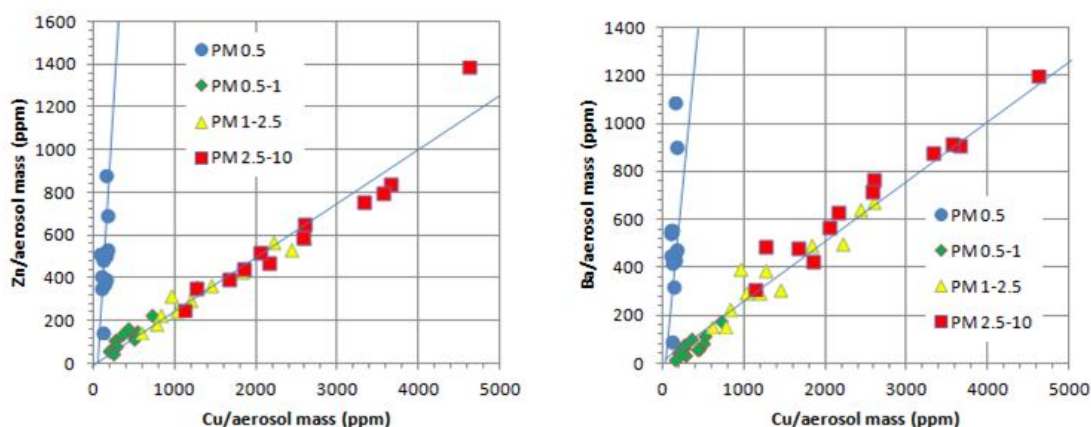 Zn/aerosol mass (ppm)
1600
1400
1200
1000
800
600
400
200
0
PM 0.5
PM 0.5-1
PM 1-2.5
PM 2.5-10
0 1000 2000 3000 4000 5000
Cu/aerosol mass (ppm)
Ba/aerosol mass (ppm)
1400
1200
1000
800
600
400
200
0
PM 0.5
PM 0.5-1
PM 1-2.5
PM 2.5-10
0 1000 2000 3000 4000 5000
Cu/aerosol mass (ppm)